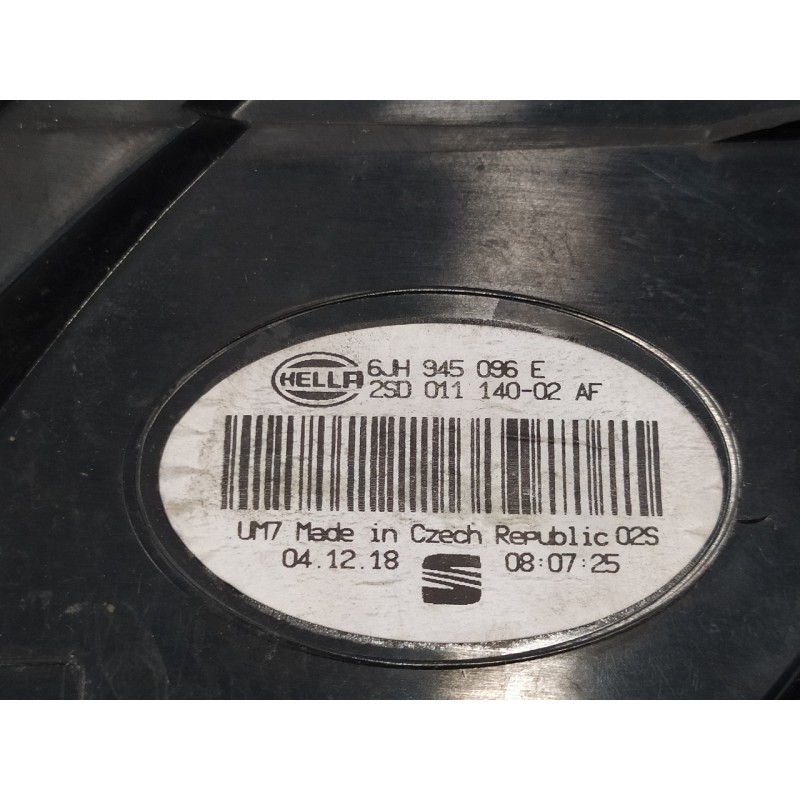 HELLA 6JH 945 096 E
2SD 011 140-02 AF
UM7 Made in Czech Republic 02S
04.12.18 S 08:07:25